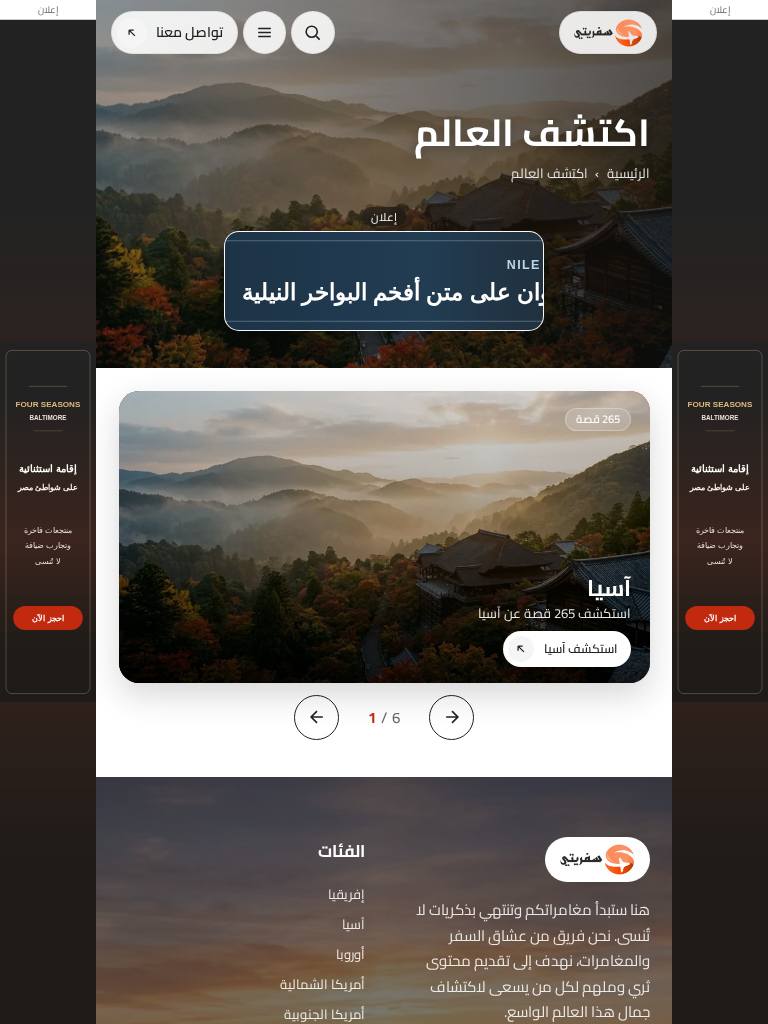 إعلان
إعلان
سفريتي
تواصل معنا
اكتشف العالم
الرئيسية › اكتشف العالم
إعلان
NILE
وان على متن أفخم البواخر النيلية
FOUR SEASONS
BALTIMORE
إقامة استثنائية
على شواطئ مصر
منتجعات فاخرة
وتجارب ضيافة
لا تُنسى
احجز الآن
FOUR SEASONS
BALTIMORE
إقامة استثنائية
على شواطئ مصر
منتجعات فاخرة
وتجارب ضيافة
لا تُنسى
احجز الآن
265 قصة
آسيا
استكشف 265 قصة عن آسيا
استكشف آسيا
1 / 6
سفريتي
هنا ستبدأ مغامراتكم وتنتهي بذكريات لا
تُنسى. نحن فريق من عشاق السفر
والمغامرات، نهدف إلى تقديم محتوى
ثري وملهم لكل من يسعى لاكتشاف
جمال هذا العالم الواسع.
الفئات
إفريقيا
آسيا
أوروبا
أمريكا الشمالية
أمريكا الجنوبية